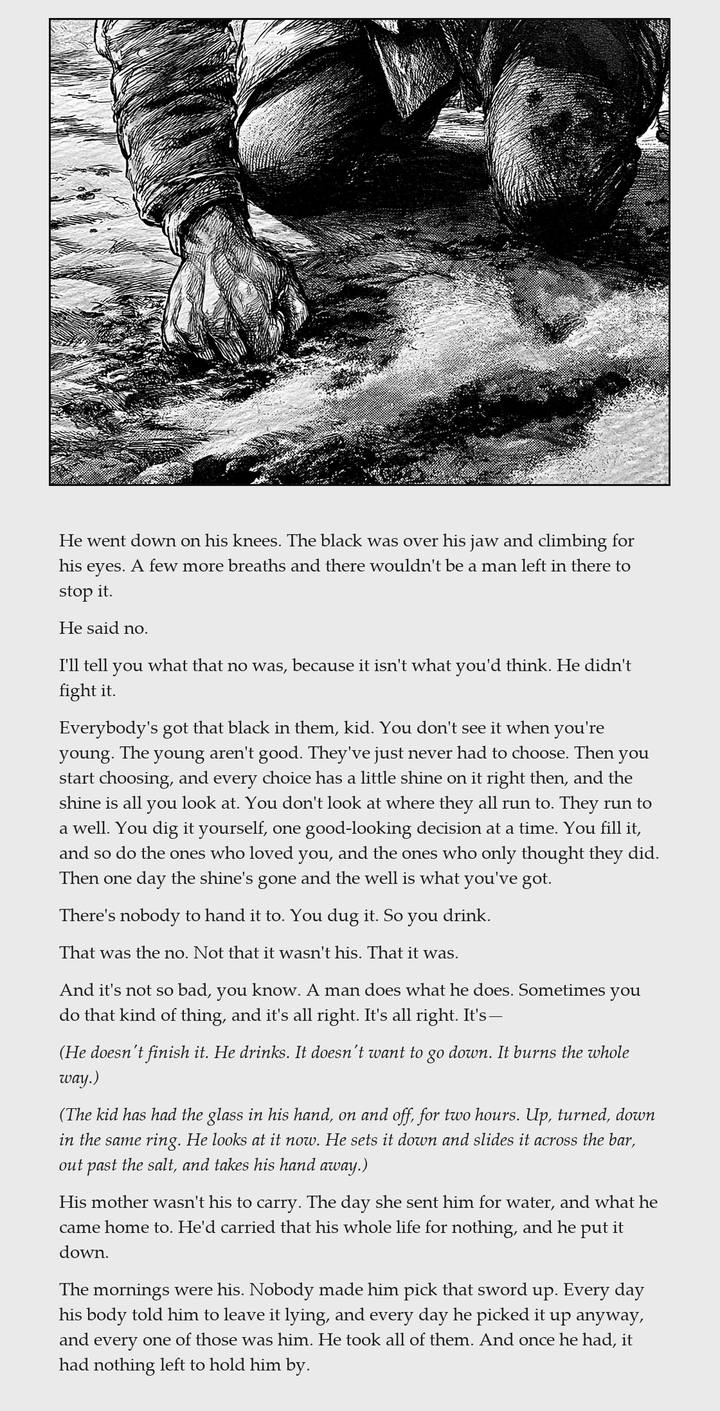 He went down on his knees. The black was over his jaw and climbing for
his eyes. A few more breaths and there wouldn't be a man left in there to
stop it.
He said no.
I'll tell you what that no was, because it isn't what you'd think. He didn't
fight it.
Everybody's got that black in them, kid. You don't see it when you're
young. The young aren't good. They've just never had to choose. Then you
start choosing, and every choice has a little shine on it right then, and the
shine is all you look at. You don't look at where they all run to. They run to
a well. You dig it yourself, one good-looking decision at a time. You fill it,
and so do the ones who loved you, and the ones who only thought they did.
Then one day the shine's gone and the well is what you've got.
There's nobody to hand it to. You dug it. So you drink.
That was the no. Not that it wasn't his. That it was.
And it's not so bad, you know. A man does what he does. Sometimes you
do that kind of thing, and it's all right. It's all right. It's—
(He doesn't finish it. He drinks. It doesn't want to go down. It burns the whole
way.)
(The kid has had the glass in his hand, on and off, for two hours. Up, turned, down
in the same ring. He looks at it now. He sets it down and slides it across the bar,
out past the salt, and takes his hand away.)
His mother wasn't his to carry. The day she sent him for water, and what he
came home to. He'd carried that his whole life for nothing, and he put it
down.
The mornings were his. Nobody made him pick that sword up. Every day
his body told him to leave it lying, and every day he picked it up anyway,
and every one of those was him. He took all of them. And once he had, it
had nothing left to hold him by.